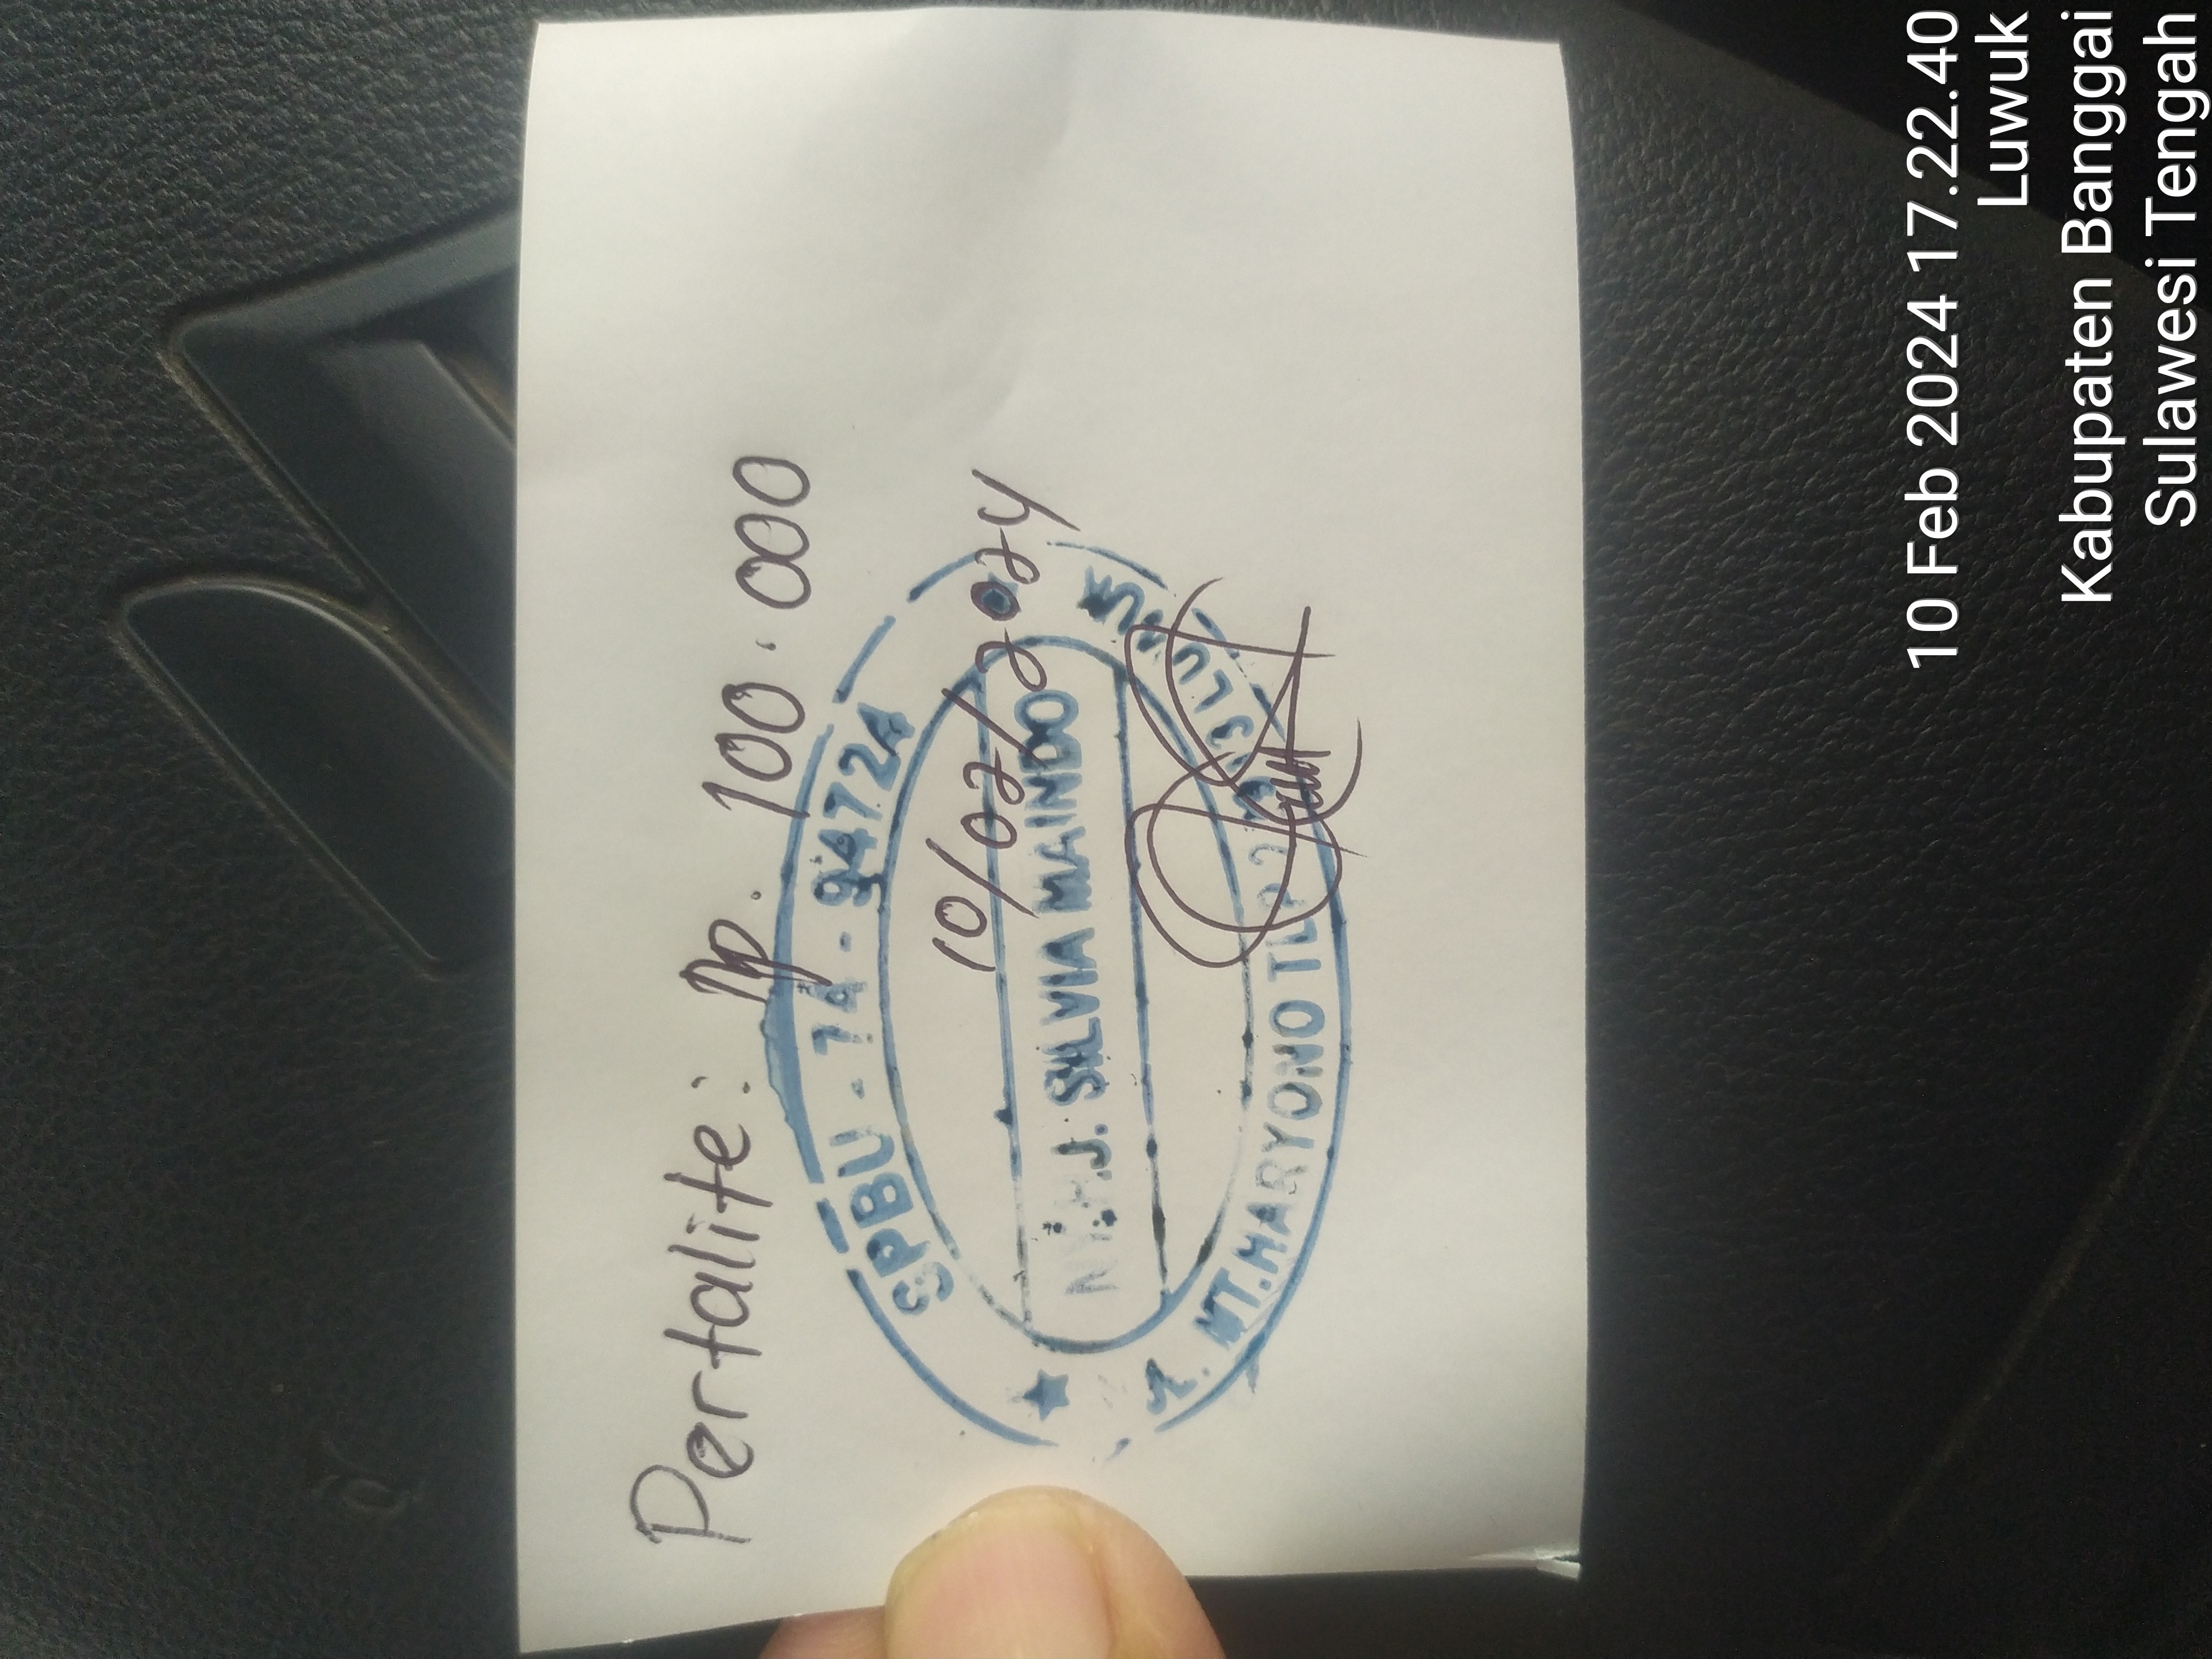 Pertalite : Rp. 100.000
SPBU - 74 - 94724
10/02/2024
NY.H.J. SILVIA MAINDO
MT.HARYONO TLP
10 Feb 2024 17.22.40
Luwuk
Kabupaten Banggai
Sulawesi Tengah